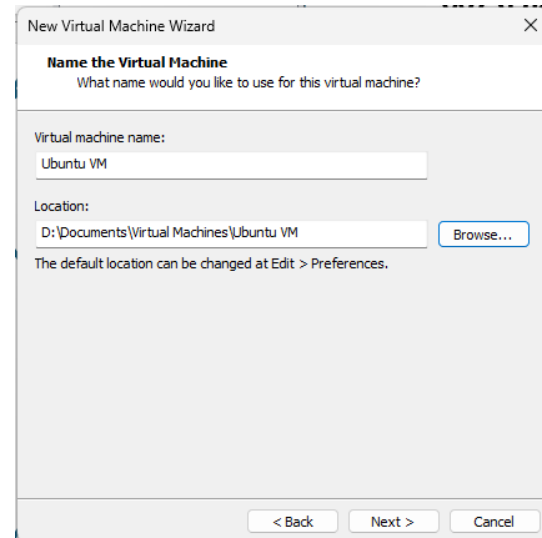 New Virtual Machine Wizard
Name the Virtual Machine
What name would you like to use for this virtual machine?
Virtual machine name:
Ubuntu VM
Location:
D:\Documents\Virtual Machines\Ubuntu VM
Browse...
The default location can be changed at Edit > Preferences.
< Back
Next >
Cancel